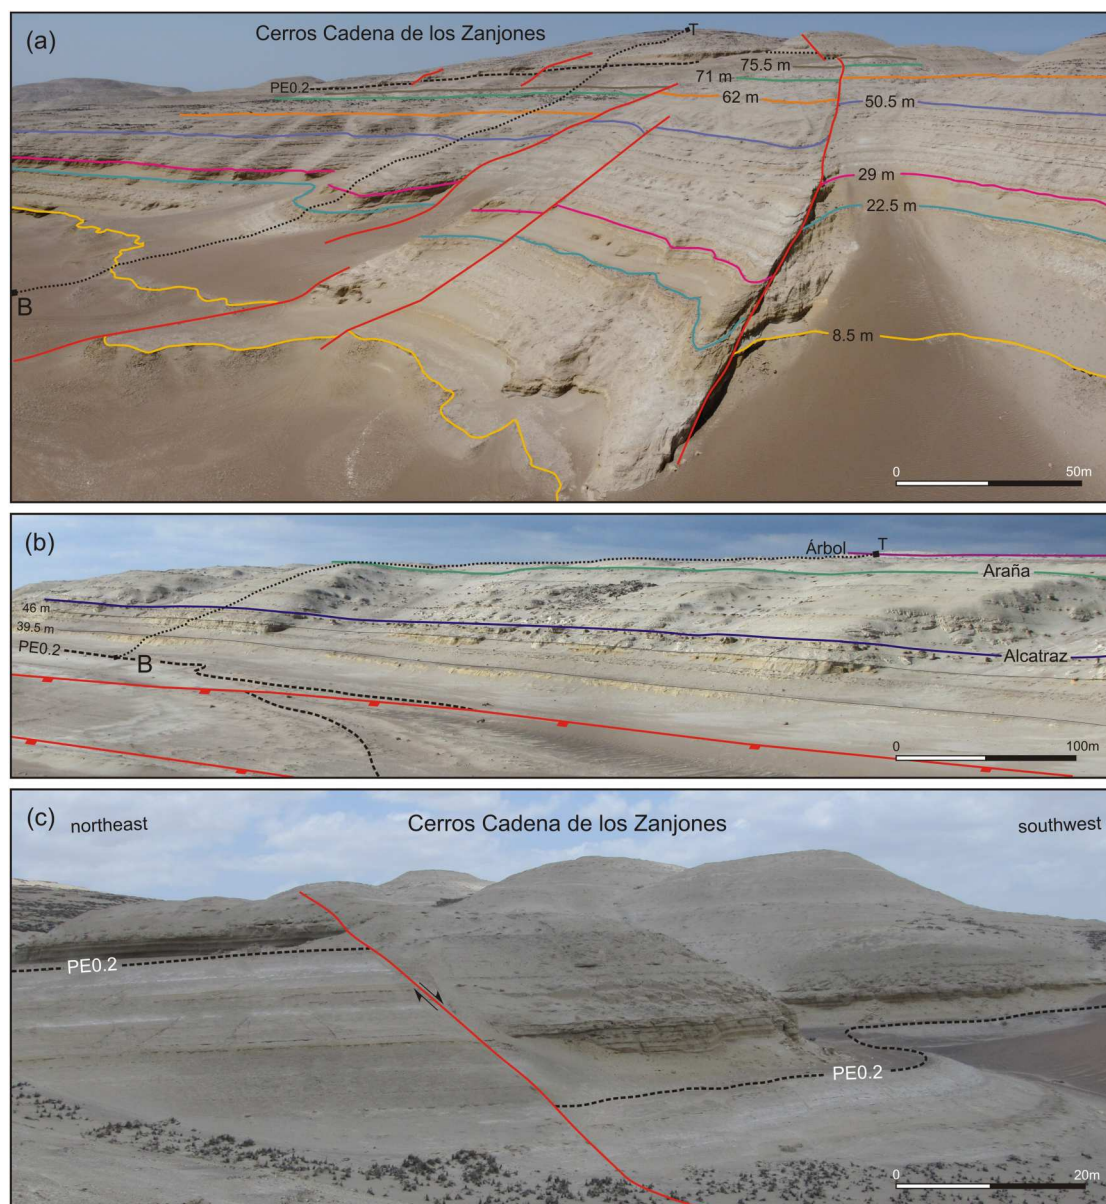 (a)
Cerros Cadena de los Zanjones
T
PE0.2
75.5 m
71 m
62 m
50.5 m
29 m
22.5 m
B
8.5 m
0 50m
(b)
Árbol T
Araña
46 m
39.5 m
PE0.2
B
Alcatraz
0 100m
(c)
northeast
Cerros Cadena de los Zanjones
southwest
PE0.2
PE0.2
0 20m